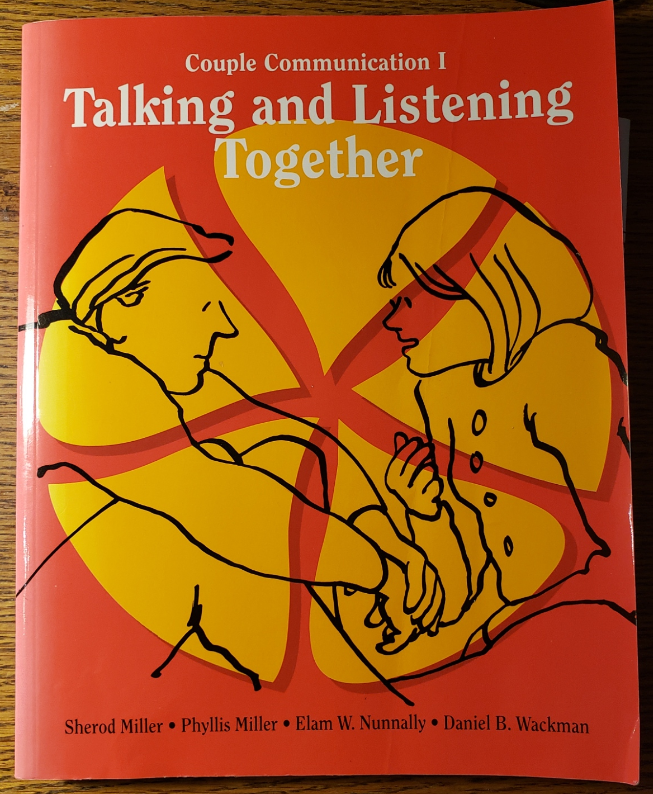 Couple Communication I
Talking and Listening
Together
Sherod Miller • Phyllis Miller • Elam W. Nunnally • Daniel B. Wackman